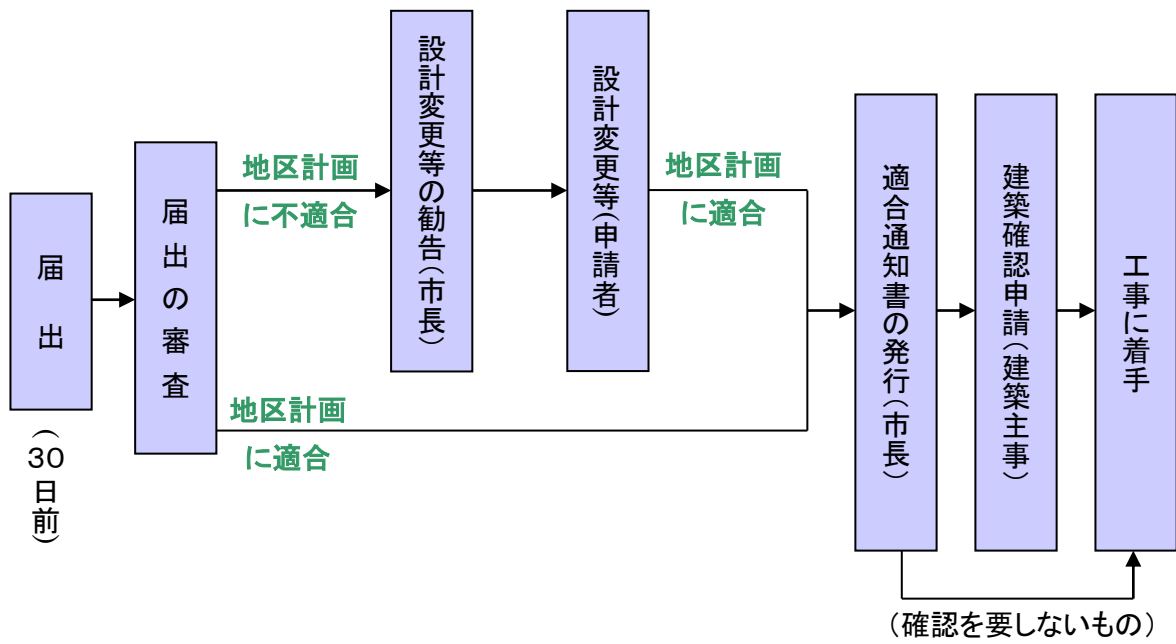 届出
(30日前)
届出の審査
地区計画
に不適合
設計変更等の勧告(市長)
設計変更等(申請者)
地区計画
に適合
地区計画
に適合
適合通知書の発行(市長)
建築確認申請(建築主事)
工事に着手
(確認を要しないもの)